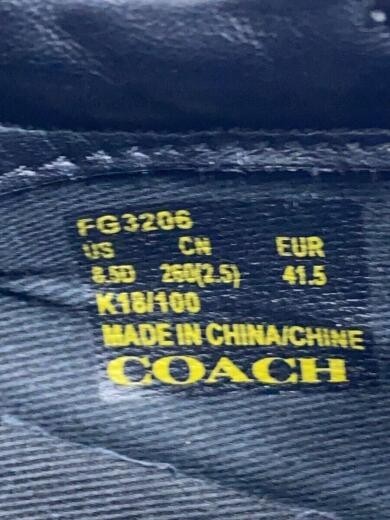 FG3206
US CN EUR
8.5D 260(2.5) 41.5
K18/100
MADE IN CHINA/CHINE
COACH